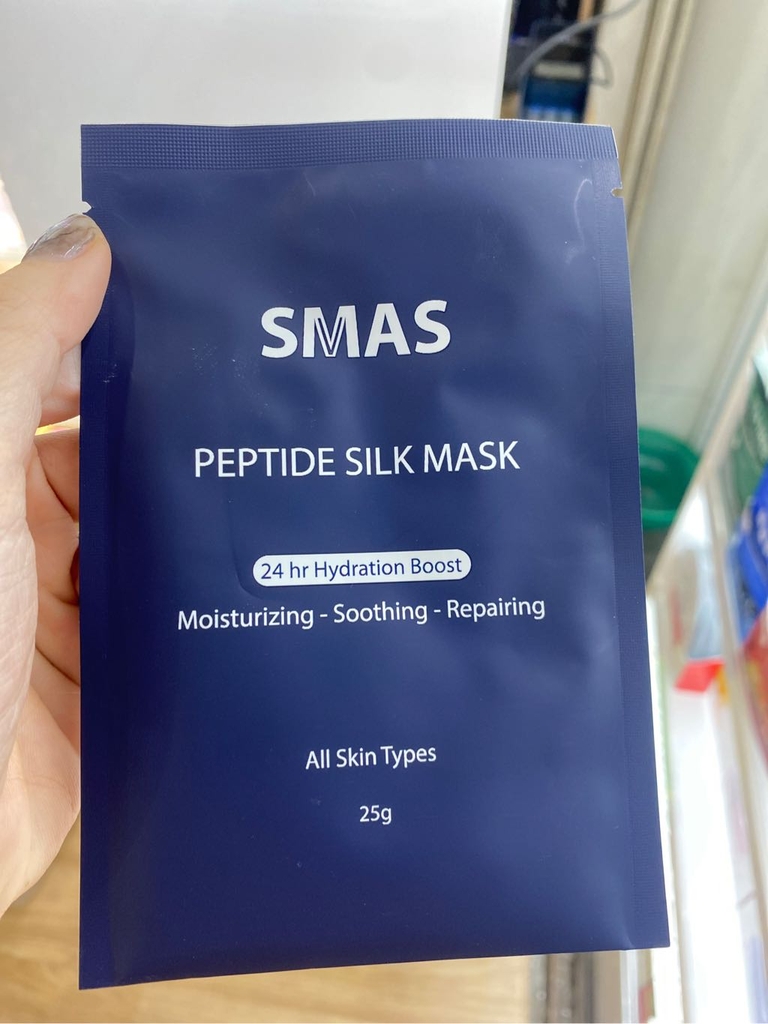 SMAS
PEPTIDE SILK MASK
24 hr Hydration Boost
Moisturizing - Soothing - Repairing
All Skin Types
25g